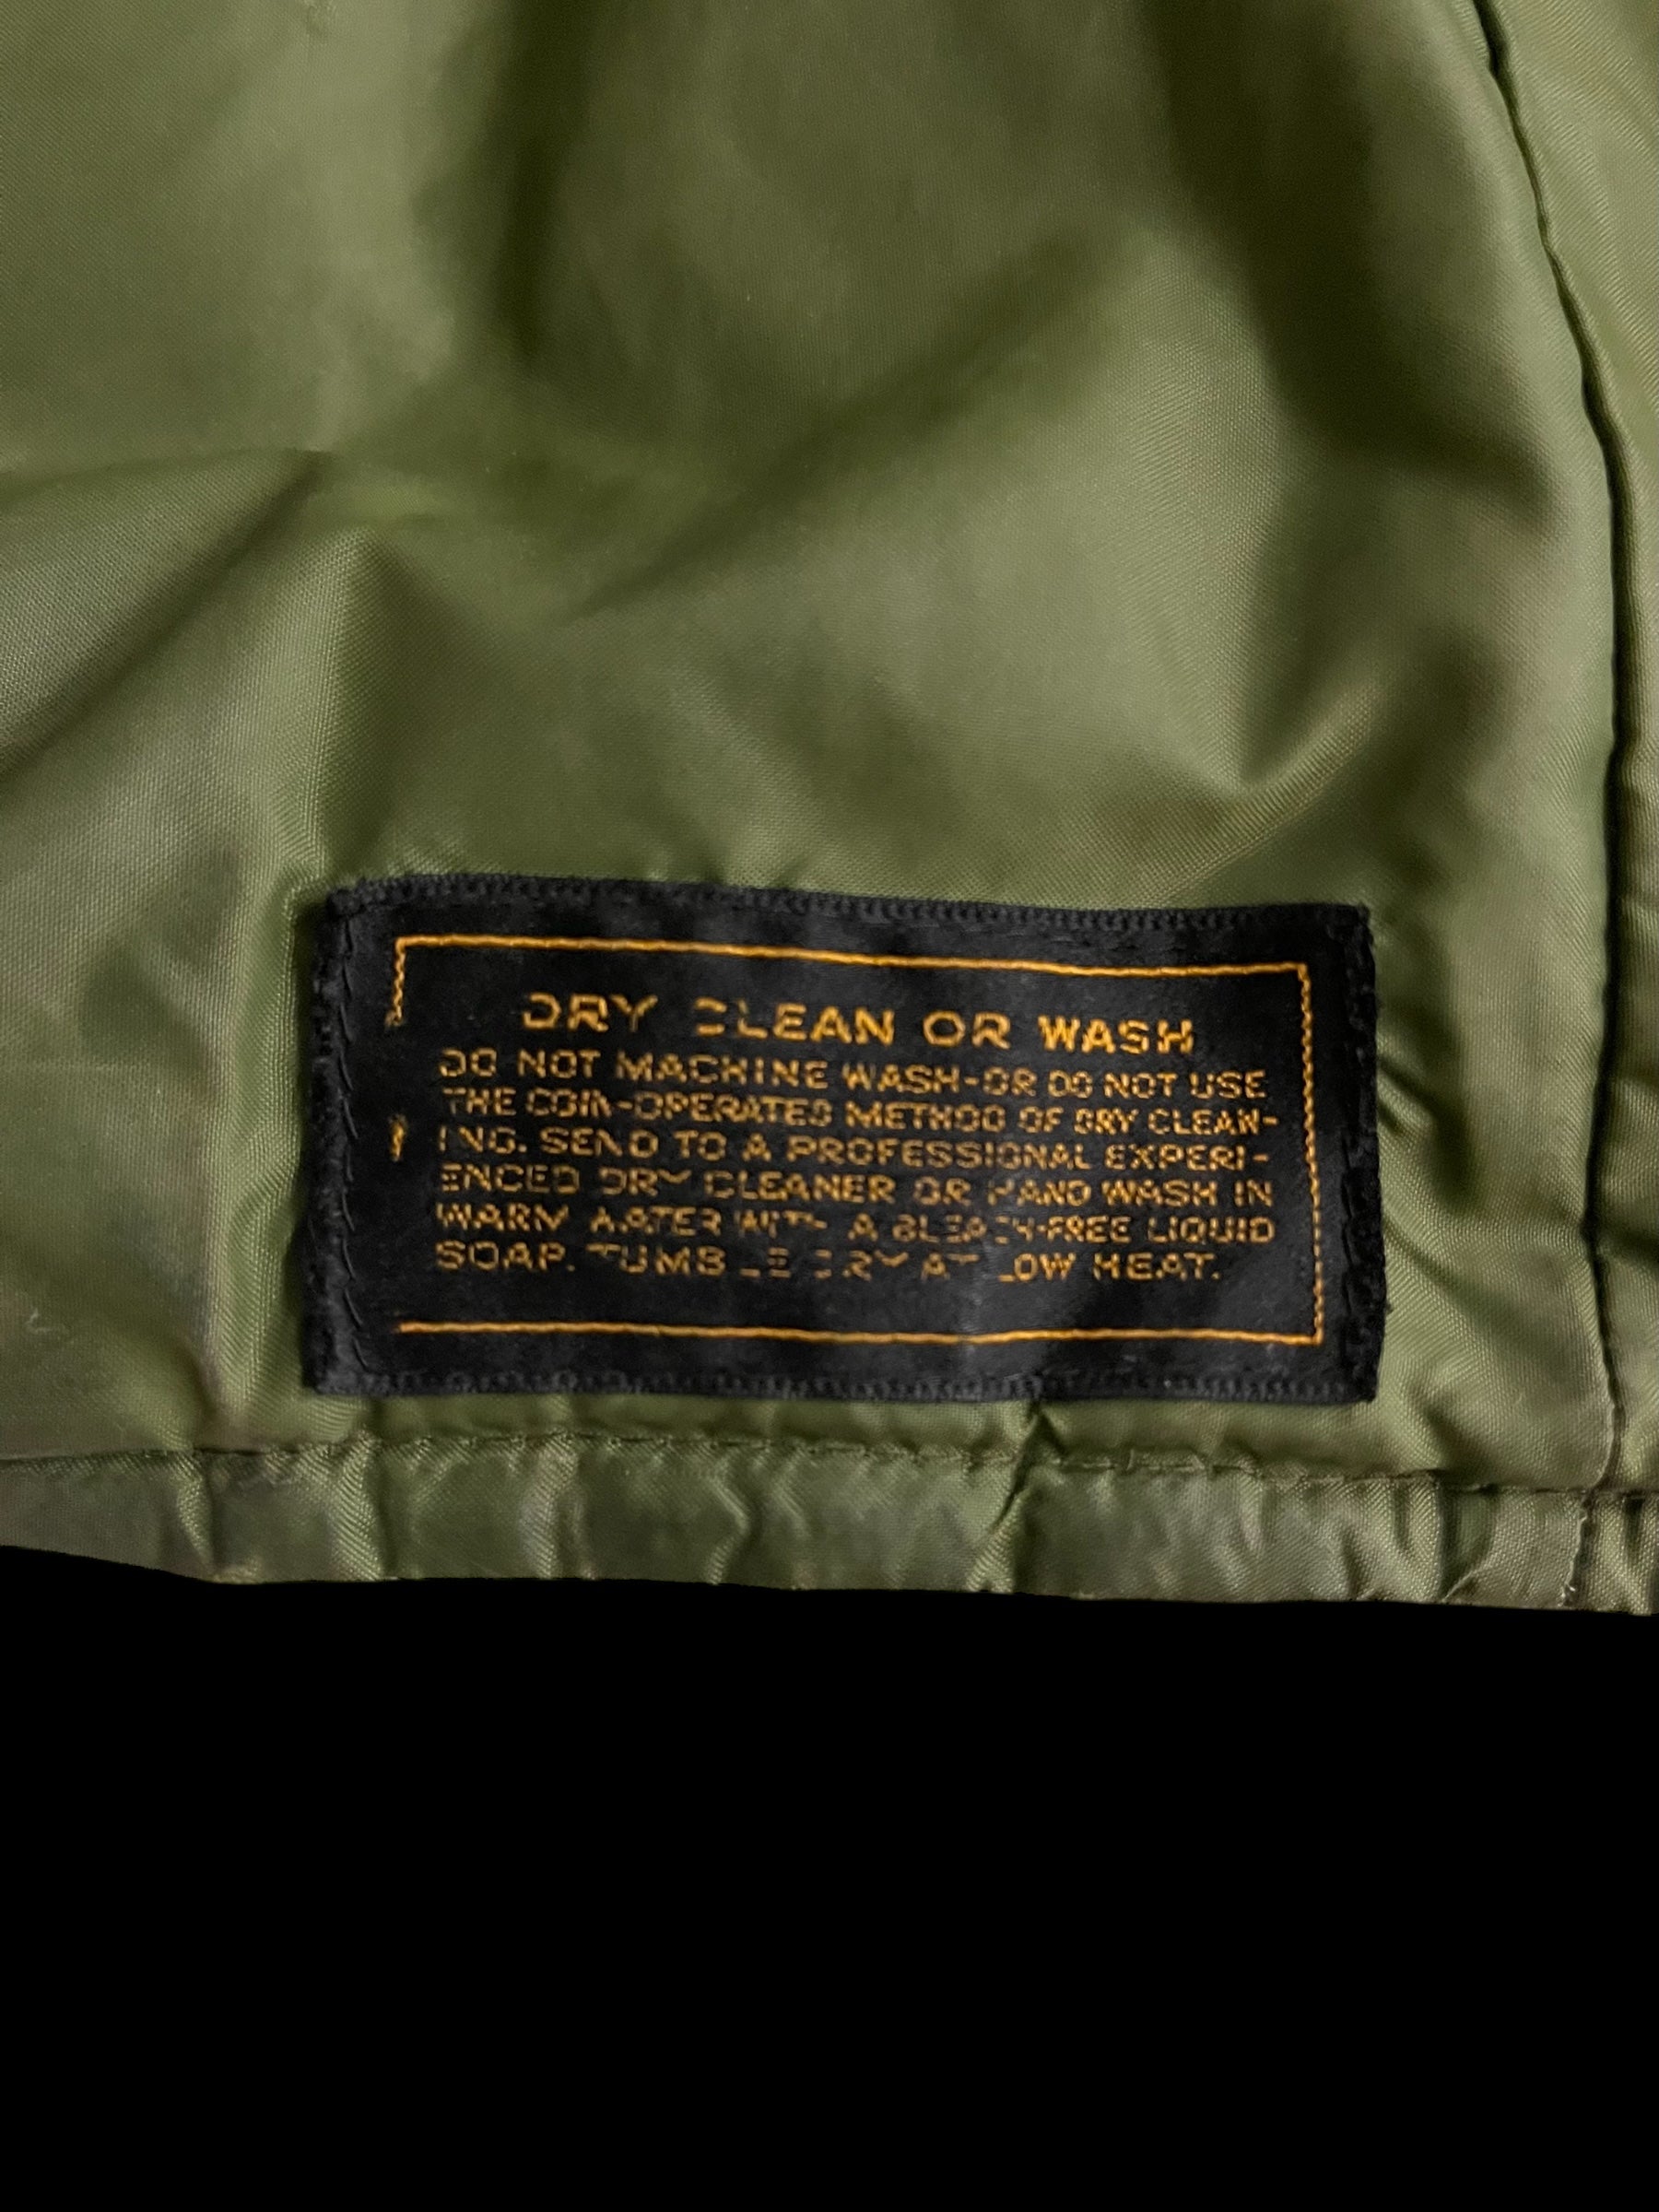 DRY CLEAN OR WASH
DO NOT MACHINE WASH-OR DO NOT USE
THE COIN-OPERATED METHOD OF DRY CLEAN-
ING. SEND TO A PROFESSIONAL EXPERI-
ENCED DRY CLEANER OR HAND WASH IN
WARM WATER WITH A BLEACH-FREE LIQUID
SOAP. TUMBLE DRY AT LOW HEAT.